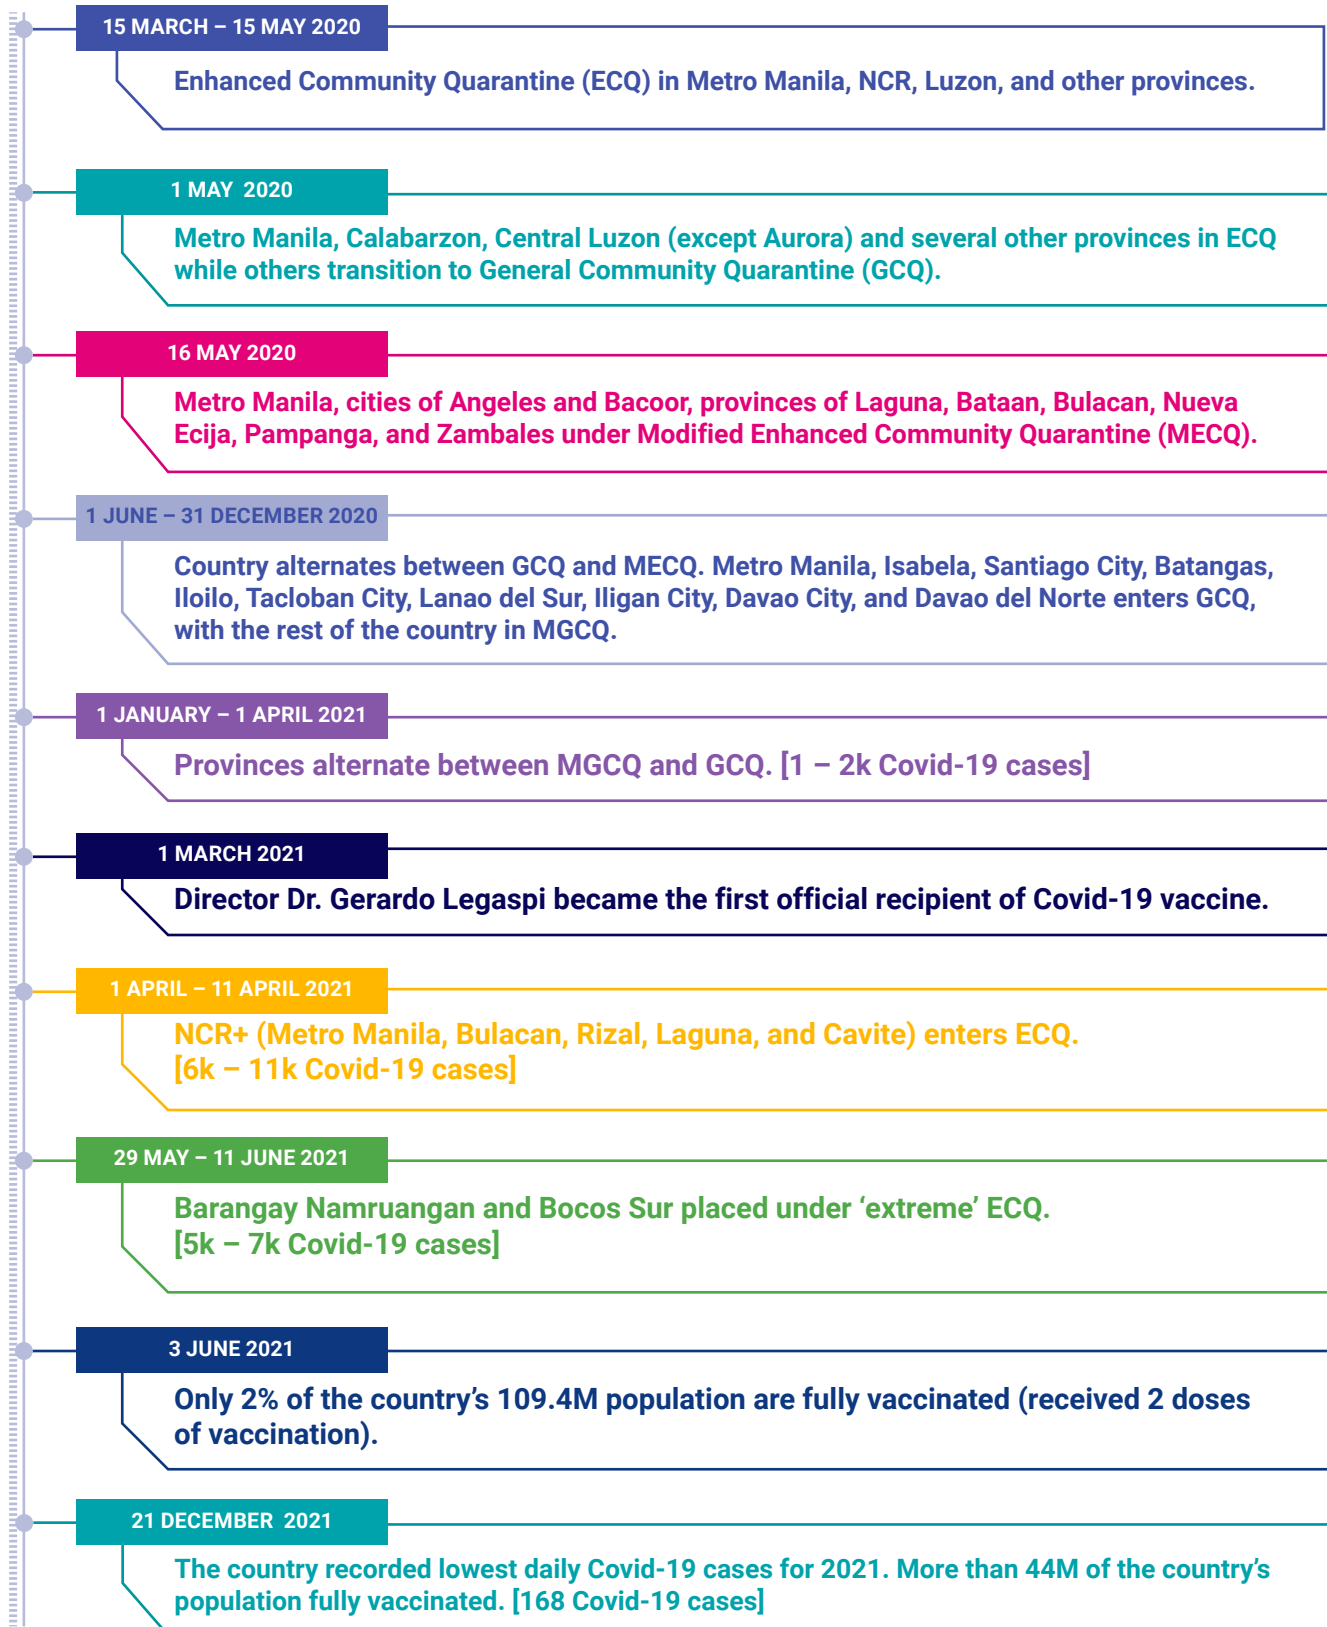 15 MARCH – 15 MAY 2020
Enhanced Community Quarantine (ECQ) in Metro Manila, NCR, Luzon, and other provinces.
1 MAY 2020
Metro Manila, Calabarzon, Central Luzon (except Aurora) and several other provinces in ECQ
while others transition to General Community Quarantine (GCQ).
16 MAY 2020
Metro Manila, cities of Angeles and Bacoor, provinces of Laguna, Bataan, Bulacan, Nueva
Ecija, Pampanga, and Zambales under Modified Enhanced Community Quarantine (MECQ).
1 JUNE – 31 DECEMBER 2020
Country alternates between GCQ and MECQ. Metro Manila, Isabela, Santiago City, Batangas,
Iloilo, Tacloban City, Lanao del Sur, Iligan City, Davao City, and Davao del Norte enters GCQ,
with the rest of the country in MGCQ.
1 JANUARY – 1 APRIL 2021
Provinces alternate between MGCQ and GCQ. [1 – 2k Covid-19 cases]
1 MARCH 2021
Director Dr. Gerardo Legaspi became the first official recipient of Covid-19 vaccine.
1 APRIL – 11 APRIL 2021
NCR+ (Metro Manila, Bulacan, Rizal, Laguna, and Cavite) enters ECQ.
[6k – 11k Covid-19 cases]
29 MAY – 11 JUNE 2021
Barangay Namruangan and Bocos Sur placed under ‘extreme’ ECQ.
[5k – 7k Covid-19 cases]
3 JUNE 2021
Only 2% of the country’s 109.4M population are fully vaccinated (received 2 doses
of vaccination).
21 DECEMBER 2021
The country recorded lowest daily Covid-19 cases for 2021. More than 44M of the country’s
population fully vaccinated. [168 Covid-19 cases]